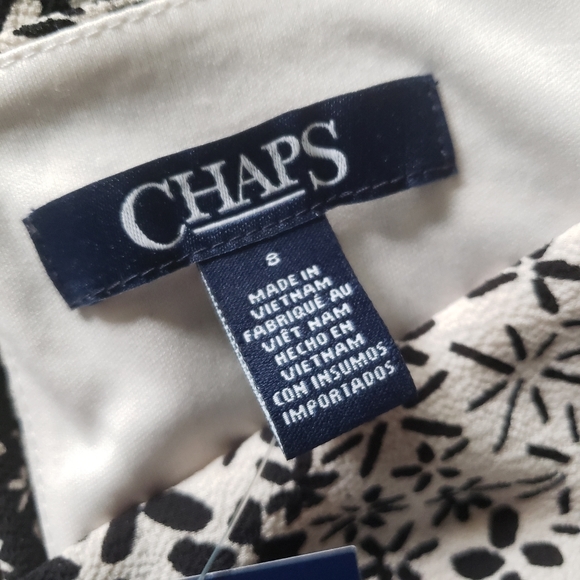 CHAPS
8
MADE IN
VIETNAM
FABRIQUÉ AU
VIÊT NAM
HECHO EN
VIETNAM
CON INSUMOS
IMPORTADOS